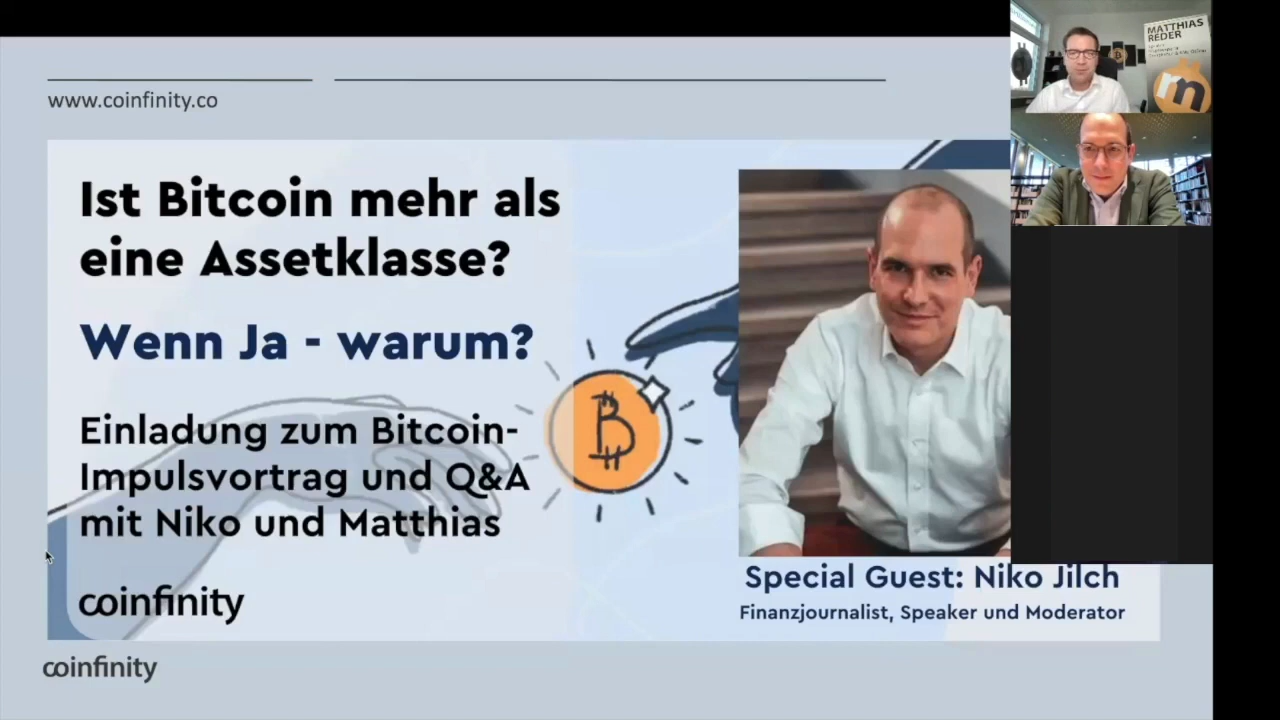 www.coinfinity.co
Ist Bitcoin mehr als
eine Assetklasse?
Wenn Ja - warum?
Einladung zum Bitcoin-
Impulsvortrag und Q&A
mit Niko und Matthias
coinfinity
Special Guest: Niko Jilch
Finanzjournalist, Speaker und Moderator
coinfinity
MATTHIAS
REDER